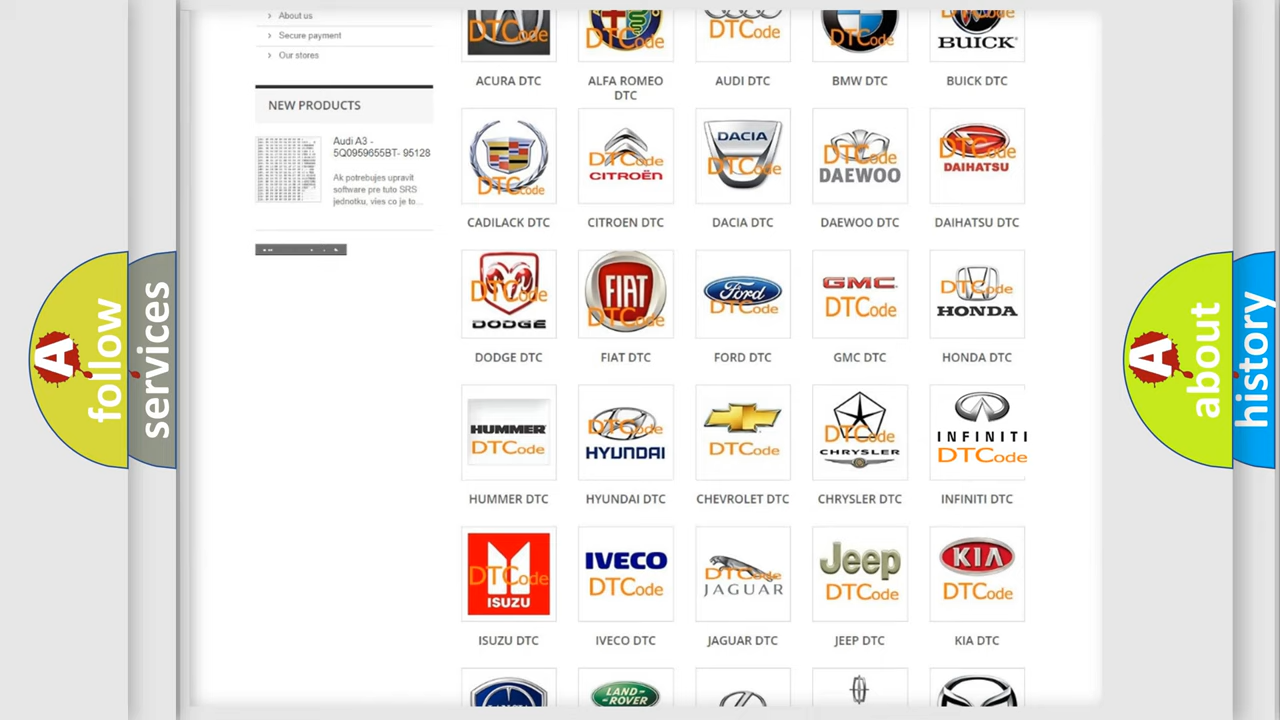 About us
Secure payment
Our stores
NEW PRODUCTS
Audi A3 -
5Q0959655BT- 95128
Ak potrebujes upravit
software pre tuto SRS
jednotku, vies co je to...
DTCode
DTCode
DTCode
DTCode
BUICK
ACURA DTC
ALFA ROMEO
DTC
AUDI DTC
BMW DTC
BUICK DTC
DTCode
DTCode
CITROËN
DACIA
DTCode
DTCode
DAEWOO
DTCode
DAIHATSU
CADILACK DTC
CITROEN DTC
DACIA DTC
DAEWOO DTC
DAIHATSU DTC
DTCode
DODGE
FIAT
DTCode
Ford
DTCode
GMC
DTCode
DTCode
HONDA
DODGE DTC
FIAT DTC
FORD DTC
GMC DTC
HONDA DTC
HUMMER
DTCode
DTCode
HYUNDAI
DTCode
DTCode
CHRYSLER
INFINITI
DTCode
HUMMER DTC
HYUNDAI DTC
CHEVROLET DTC
CHRYSLER DTC
INFINITI DTC
DTCode
ISUZU
IVECO
DTCode
DTCode
JAGUAR
Jeep
DTCode
KIA
DTCode
ISUZU DTC
IVECO DTC
JAGUAR DTC
JEEP DTC
KIA DTC
LAND-
ROVER
A
follow
services
A
about
history